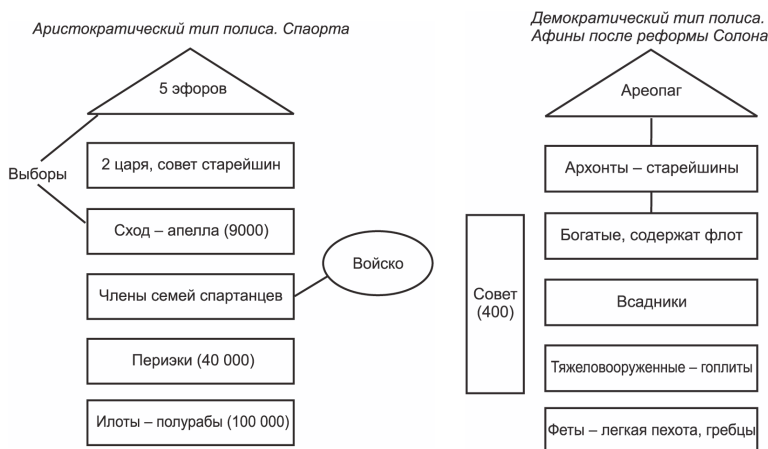 Аристократический тип полиса. Спаорта
5 эфоров
Выборы
2 царя, совет старейшин
Сход – апелла (9000)
Войско
Члены семей спартанцев
Периэки (40 000)
Илоты – полурабы (100 000)
Демократический тип полиса.
Афины после реформы Солона
Ареопаг
Архонты – старейшины
Богатые, содержат флот
Совет
(400)
Всадники
Тяжеловооруженные – гоплиты
Феты – легкая пехота, гребцы